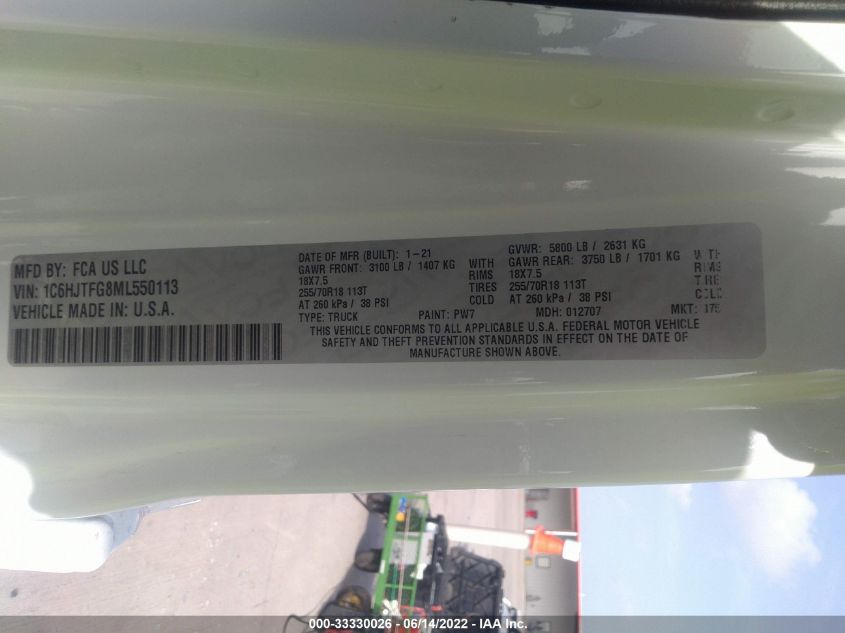 MFD BY: FCA US LLC
VIN: 1C6HJTFG8ML550113
VEHICLE MADE IN: U.S.A.
DATE OF MFR (BUILT): 1-21
GAWR FRONT: 3100 LB / 1407 KG WITH
18X7.5 RIMS
255/70R18 113T TIRES
AT 260 kPa / 38 PSI COLD
TYPE: TRUCK PAINT: PW7
GVWR: 5800 LB / 2631 KG
GAWR REAR: 3750 LB / 1701 KG WITH
18X7.5 RIMS
255/70R18 113T
AT 260 kPa / 38 PSI
MDH: 012707 MKT:
THIS VEHICLE CONFORMS TO ALL APPLICABLE U.S.A. FEDERAL MOTOR VEHICLE
SAFETY AND THEFT PREVENTION STANDARDS IN EFFECT ON THE DATE OF
MANUFACTURE SHOWN ABOVE.
000-33330026 - 06/14/2022 - IAA Inc.